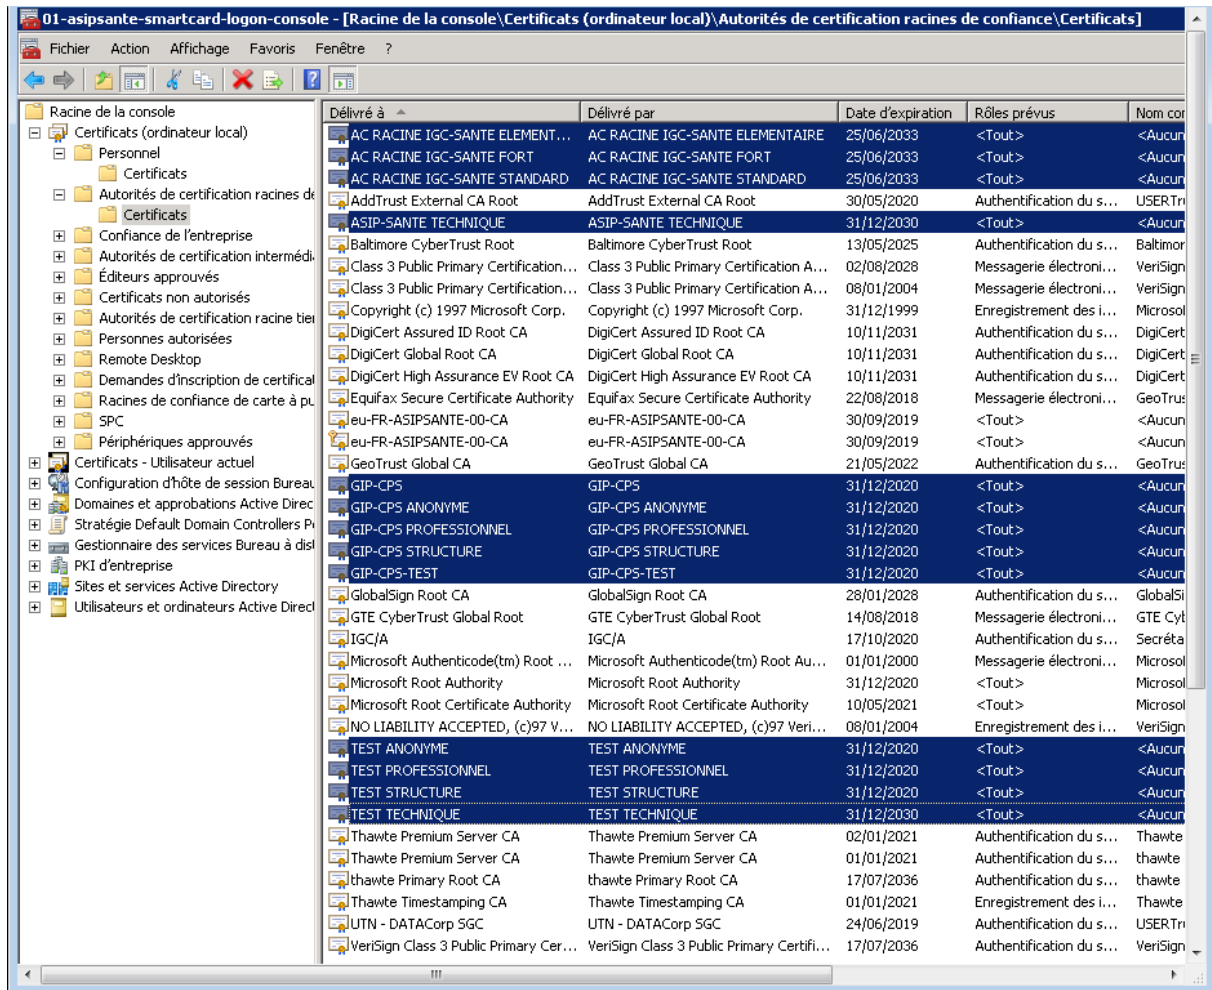 01-asipsante-smartcard-logon-console - [Racine de la console\Certificats (ordinateur local)\Autorités de certification racines de confiance\Certificats]
Fichier Action Affichage Favoris Fenêtre ?
Racine de la console
Certificats (ordinateur local)
Personnel
Certificats
Autorités de certification racines de
Certificats
Confiance de l'entreprise
Autorités de certification intermédi
Éditeurs approuvés
Certificats non autorisés
Autorités de certification racine tier
Personnes autorisées
Remote Desktop
Demandes d'inscription de certificat
Racines de confiance de carte à pu
SPC
Périphériques approuvés
Certificats - Utilisateur actuel
Configuration d'hôte de session Bureau
Domaines et approbations Active Direc
Stratégie Default Domain Controllers P
Gestionnaire des services Bureau à dist
PKI d'entreprise
Sites et services Active Directory
Utilisateurs et ordinateurs Active Direct
Délivré à Délivré par Date d'expiration Rôles prévus Nom con
AC RACINE IGC-SANTE ELEMENT... AC RACINE IGC-SANTE ELEMENTAIRE 25/06/2033 <Tout> <Aucun
AC RACINE IGC-SANTE FORT AC RACINE IGC-SANTE FORT 25/06/2033 <Tout> <Aucun
AC RACINE IGC-SANTE STANDARD AC RACINE IGC-SANTE STANDARD 25/06/2033 <Tout> <Aucun
AddTrust External CA Root AddTrust External CA Root 30/05/2020 Authentification du s... USERTr
ASIP-SANTE TECHNIQUE ASIP-SANTE TECHNIQUE 31/12/2030 <Tout> <Aucun
Baltimore CyberTrust Root Baltimore CyberTrust Root 13/05/2025 Authentification du s... Baltimor
Class 3 Public Primary Certification... Class 3 Public Primary Certification A... 02/08/2028 Messagerie électroni... VeriSign
Class 3 Public Primary Certification... Class 3 Public Primary Certification A... 08/01/2004 Messagerie électroni... VeriSign
Copyright (c) 1997 Microsoft Corp. Copyright (c) 1997 Microsoft Corp. 31/12/1999 Enregistrement des i... Microsof
DigiCert Assured ID Root CA DigiCert Assured ID Root CA 10/11/2031 Authentification du s... DigiCert
DigiCert Global Root CA DigiCert Global Root CA 10/11/2031 Authentification du s... DigiCert
DigiCert High Assurance EV Root CA DigiCert High Assurance EV Root CA 10/11/2031 Authentification du s... DigiCert
Equifax Secure Certificate Authority Equifax Secure Certificate Authority 22/08/2018 Messagerie électroni... GeoTrus
eu-FR-ASIPSANTE-00-CA eu-FR-ASIPSANTE-00-CA 30/09/2019 <Tout> <Aucun
eu-FR-ASIPSANTE-00-CA eu-FR-ASIPSANTE-00-CA 30/09/2019 <Tout> <Aucun
GeoTrust Global CA GeoTrust Global CA 21/05/2022 Authentification du s... GeoTrus
GIP-CPS GIP-CPS 31/12/2020 <Tout> <Aucun
GIP-CPS ANONYME GIP-CPS ANONYME 31/12/2020 <Tout> <Aucun
GIP-CPS PROFESSIONNEL GIP-CPS PROFESSIONNEL 31/12/2020 <Tout> <Aucun
GIP-CPS STRUCTURE GIP-CPS STRUCTURE 31/12/2020 <Tout> <Aucun
GIP-CPS-TEST GIP-CPS-TEST 31/12/2020 <Tout> <Aucun
GlobalSign Root CA GlobalSign Root CA 28/01/2028 Authentification du s... GlobalSi
GTE CyberTrust Global Root GTE CyberTrust Global Root 14/08/2018 Messagerie électroni... GTE Cyb
IGC/A IGC/A 17/10/2020 Authentification du s... Secréta
Microsoft Authenticode(tm) Root ... Microsoft Authenticode(tm) Root Au... 01/01/2000 Messagerie électroni... Microsof
Microsoft Root Authority Microsoft Root Authority 31/12/2020 <Tout> Microsof
Microsoft Root Certificate Authority Microsoft Root Certificate Authority 10/05/2021 <Tout> Microsof
NO LIABILITY ACCEPTED, (c)97 V... NO LIABILITY ACCEPTED, (c)97 Veri... 08/01/2004 Enregistrement des i... VeriSign
TEST ANONYME TEST ANONYME 31/12/2020 <Tout> <Aucun
TEST PROFESSIONNEL TEST PROFESSIONNEL 31/12/2020 <Tout> <Aucun
TEST STRUCTURE TEST STRUCTURE 31/12/2020 <Tout> <Aucun
TEST TECHNIQUE TEST TECHNIQUE 31/12/2030 <Tout> <Aucun
Thawte Premium Server CA Thawte Premium Server CA 02/01/2021 Authentification du s... Thawte
Thawte Premium Server CA Thawte Premium Server CA 01/01/2021 Authentification du s... thawte
thawte Primary Root CA thawte Primary Root CA 17/07/2036 Authentification du s... thawte
Thawte Timestamping CA Thawte Timestamping CA 01/01/2021 Enregistrement des i... Thawte
UTN - DATACorp SGC UTN - DATACorp SGC 24/06/2019 Authentification du s... USERTr
VeriSign Class 3 Public Primary Cer... VeriSign Class 3 Public Primary Certifi... 17/07/2036 Authentification du s... VeriSign